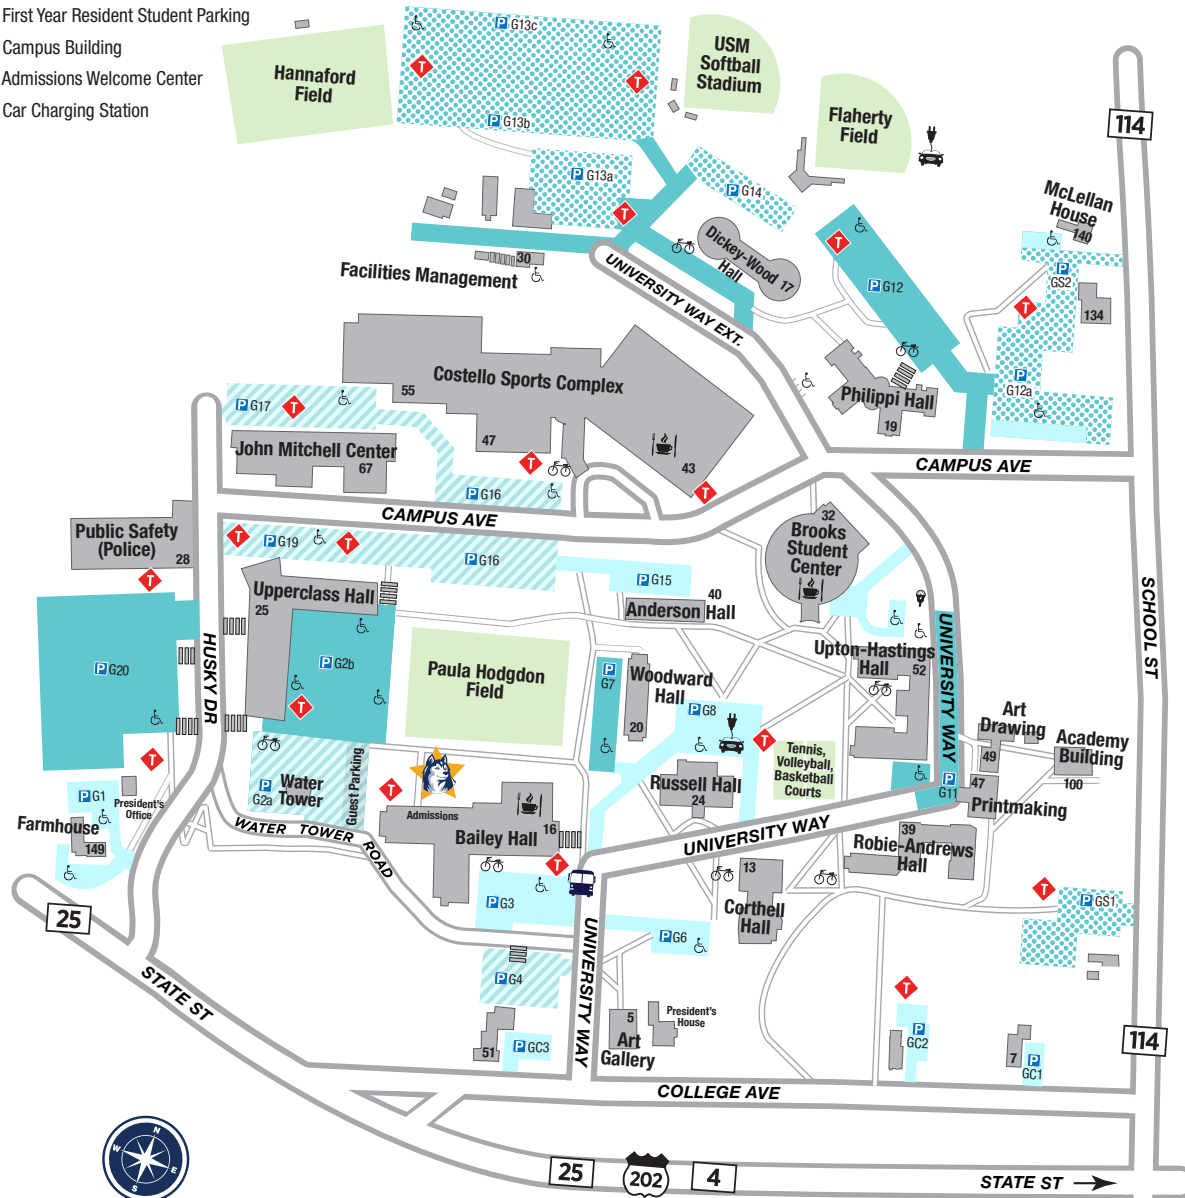 First Year Resident Student Parking
Campus Building
Admissions Welcome Center
Car Charging Station
Hannaford
Field
P G13c
T
T
P G13b
USM
Softball
Stadium
Flaherty
Field
114
P G13a
P G14
T
McLellan
House
140
T
30
Facilities Management
Dickey-Wood 17
Hall
P G12
P
GS2
T
134
UNIVERSITY WAY EXT.
Costello Sports Complex
55
47
43
P G17
T
Philippi Hall
19
P
G12a
John Mitchell Center
67
T
T
P G16
CAMPUS AVE
CAMPUS AVE
Public Safety
(Police)
28
T
T
P G19
T
P G16
32
Brooks
Student
Center
P G15
40
Anderson Hall
Upperclass Hall
25
SCHOOL ST
HUSKY DR
P G20
P G2b
T
T
Paula Hodgdon
Field
P
G7
Woodward
Hall
20
Upton-Hastings
Hall
52
UNIVERSITY WAY
P G8
T
Tennis,
Volleyball,
Basketball
Courts
Art
Drawing
49
Academy
Building
100
47
Printmaking
P
G11
P G1
President's
Office
Farmhouse
149
P
G2a
Water
Tower
Guest Parking
T
Admissions
Bailey Hall
16
T
Russell Hall
24
WATER TOWER ROAD
UNIVERSITY WAY
39
Robie-Andrews
Hall
13
Corthell
Hall
T
P GS1
25
P G3
P G6
STATE ST
P G4
UNIVERSITY WAY
T
5
Art
Gallery
President's
House
51
P GC3
P
GC2
7
P
GC1
114
COLLEGE AVE
N
W
E
S
25
202
4
STATE ST